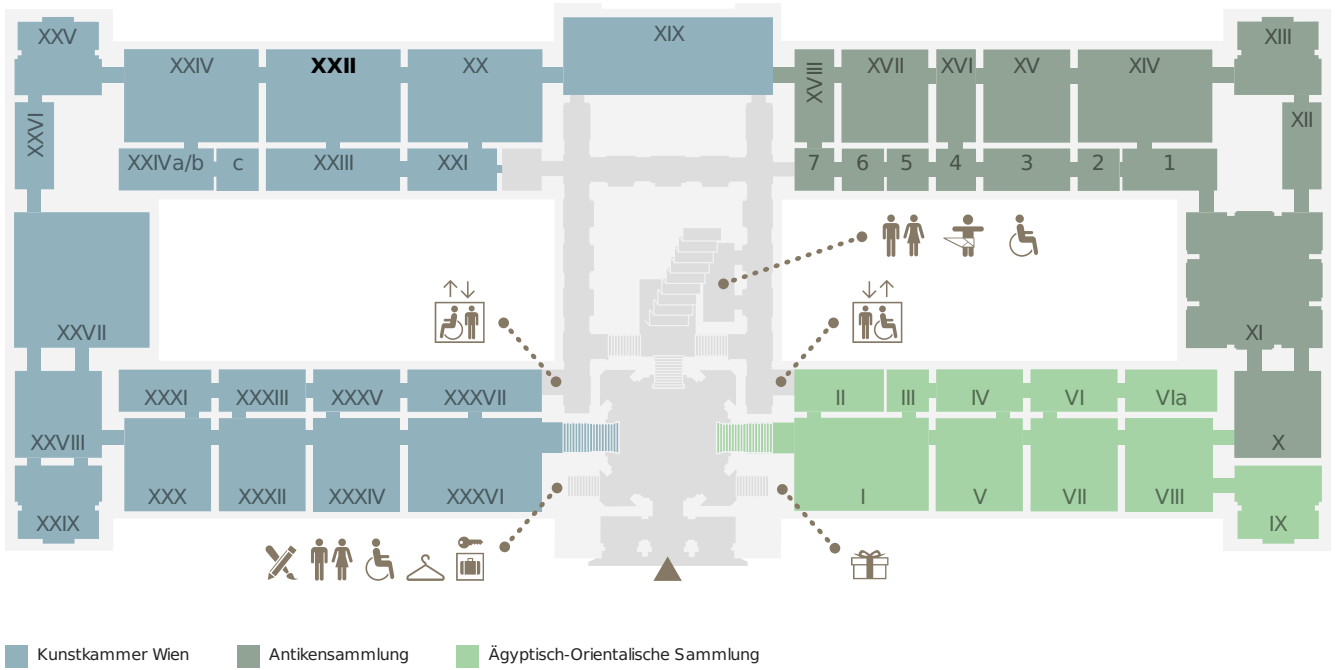 XXV
XIX
XIII
XXIV
XXII
XX
XVIII
XVII
XVI
XV
XIV
XXVI
XII
XXIVa/b
c
XXIII
XXI
7
6
5
4
3
2
1
XXVII
XI
XXXI
XXXIII
XXXV
XXXVII
II
III
IV
VI
VIa
XXVIII
X
XXX
XXXII
XXXIV
XXXVI
I
V
VII
VIII
XXIX
IX
Kunstkammer Wien
Antikensammlung
Ägyptisch-Orientalische Sammlung